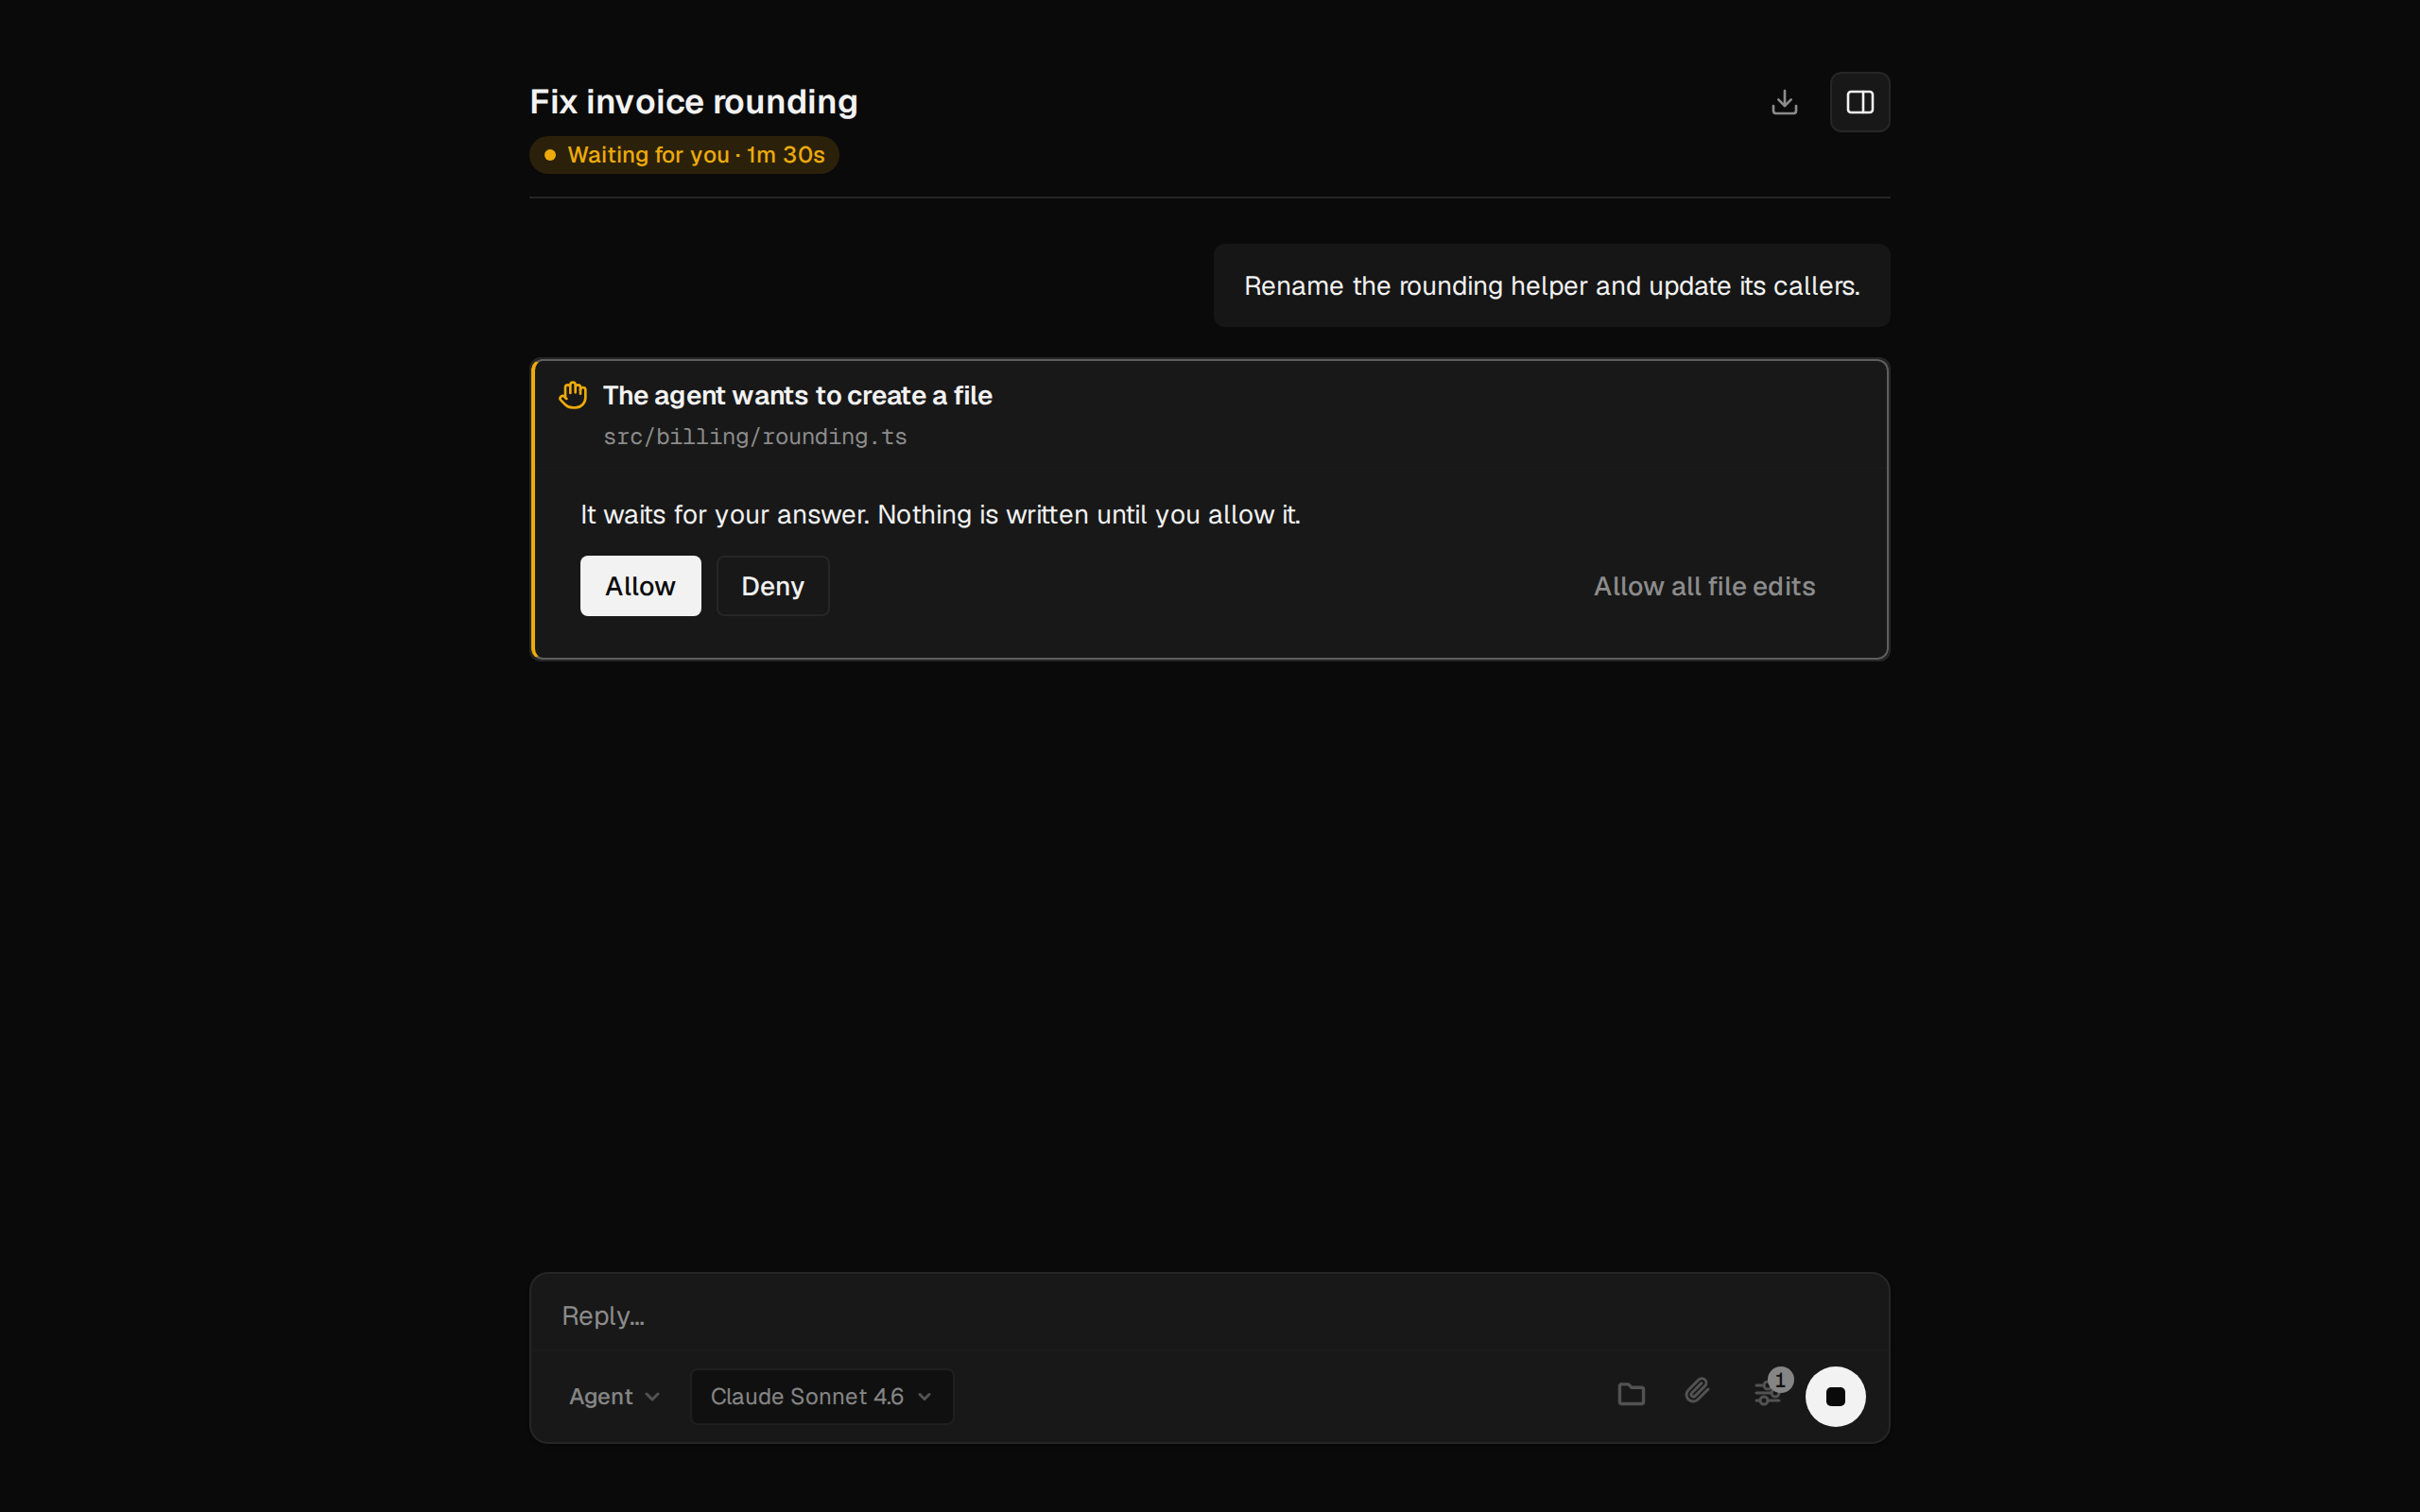 Fix invoice rounding
Waiting for you · 1m 30s
Rename the rounding helper and update its callers.
The agent wants to create a file
src/billing/rounding.ts
It waits for your answer. Nothing is written until you allow it.
Allow Deny Allow all file edits
Reply…
Agent Claude Sonnet 4.6 1